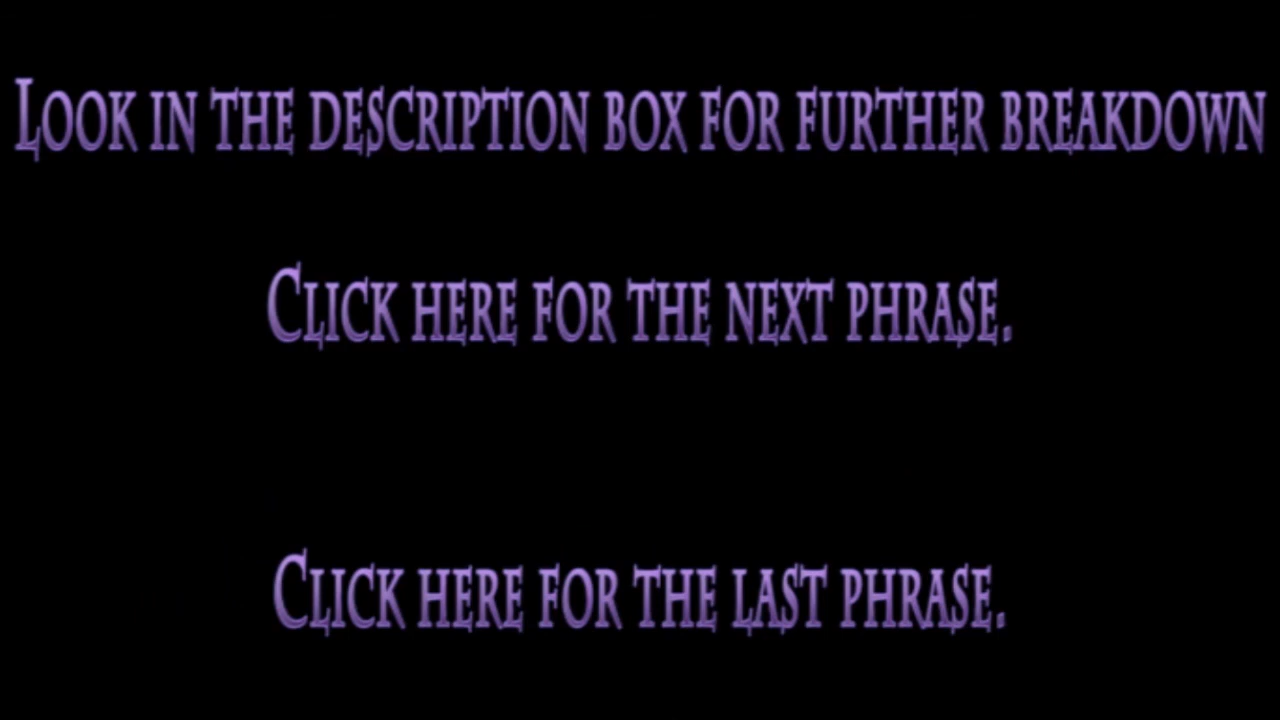 Look in the description box for further breakdown
Click here for the next phrase.
Click here for the last phrase.